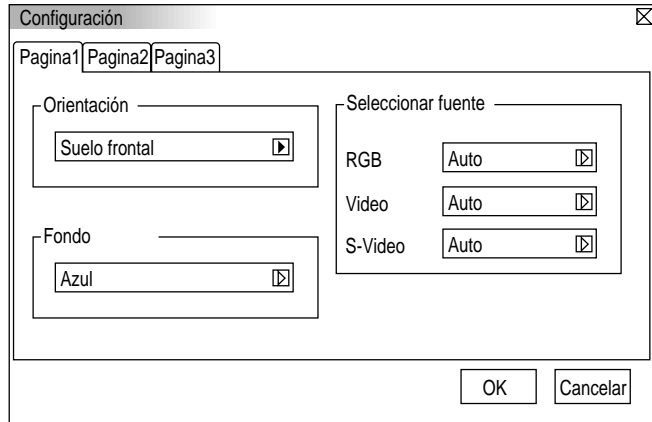 Configuración
Pagina1 Pagina2 Pagina3
Orientación
Suelo frontal
Fondo
Azul
Seleccionar fuente
RGB Auto
Video Auto
S-Video Auto
OK Cancelar